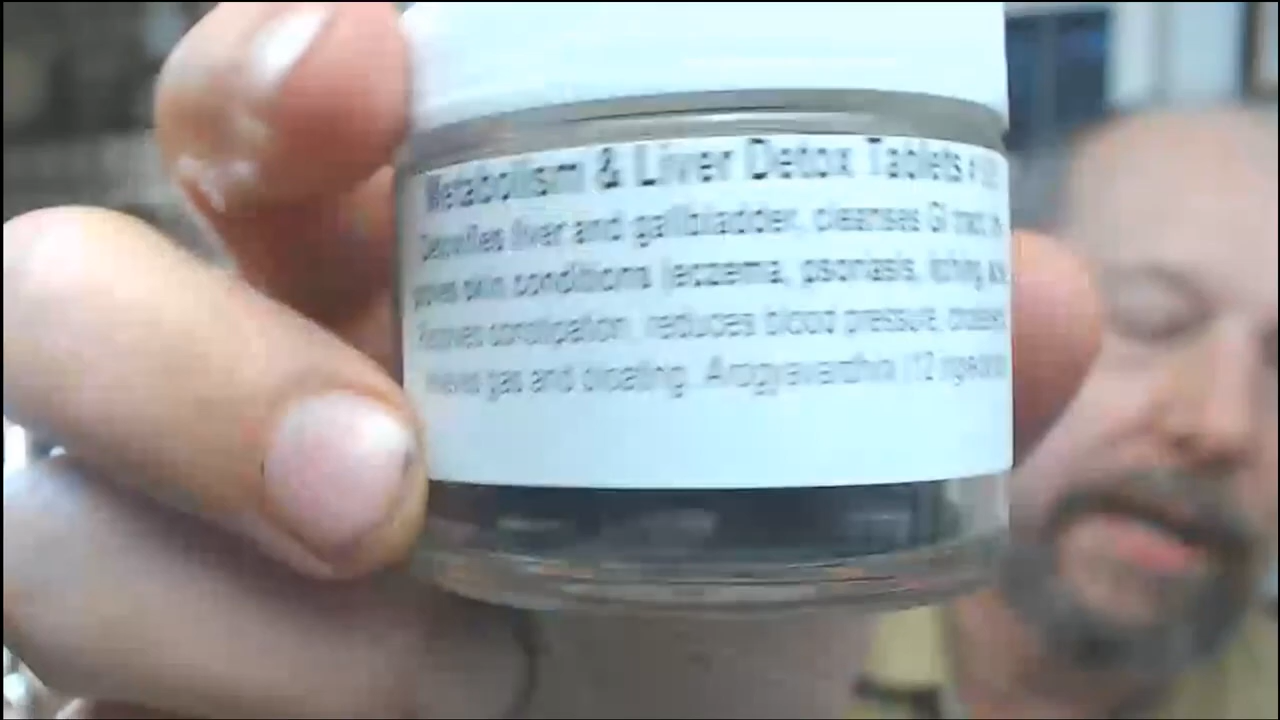 Metabolism & Liver Detox Tablets
Detoxifies liver and gallbladder, cleanses GI tract
skin conditions (eczema, psoriasis, itching
constipation, reduces blood pressure,
gas and bloating. Arogyavardhini (12